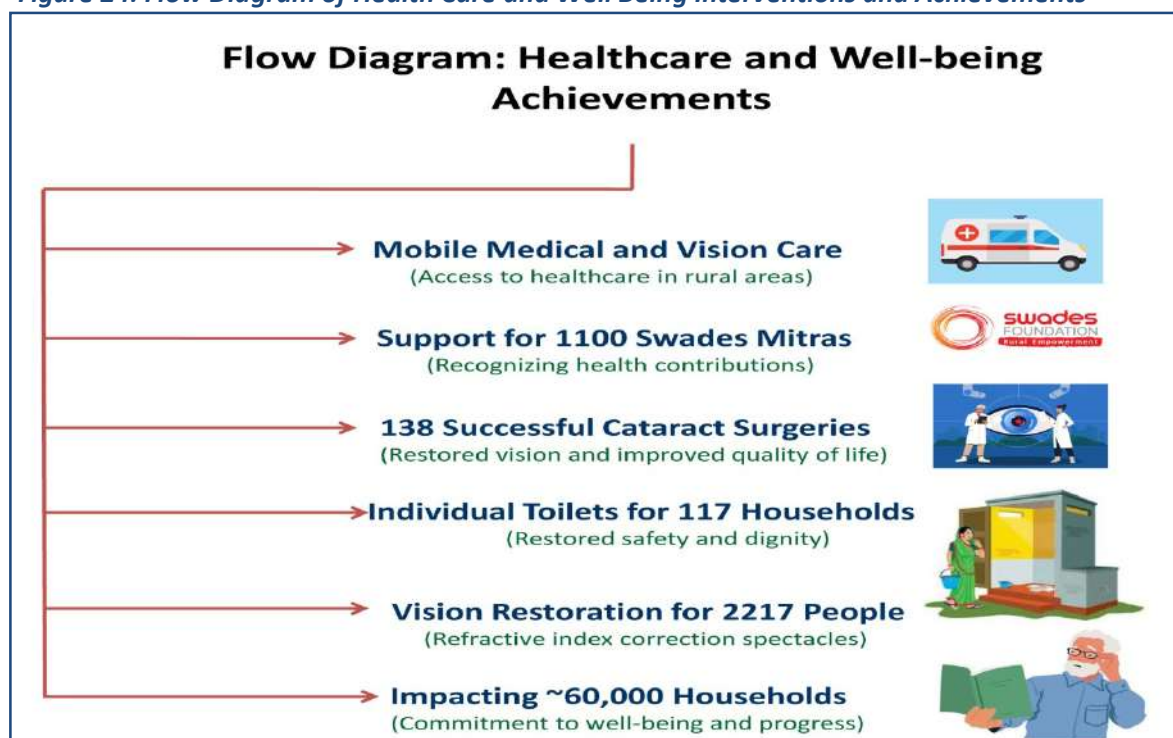 Flow Diagram: Healthcare and Well-being
Achievements
Mobile Medical and Vision Care
(Access to healthcare in rural areas)
Support for 1100 Swades Mitras
(Recognizing health contributions)
swades
FOUNDATION
Rural Empowerment
138 Successful Cataract Surgeries
(Restored vision and improved quality of life)
Individual Toilets for 117 Households
(Restored safety and dignity)
Vision Restoration for 2217 People
(Refractive index correction spectacles)
Impacting ~60,000 Households
(Commitment to well-being and progress)